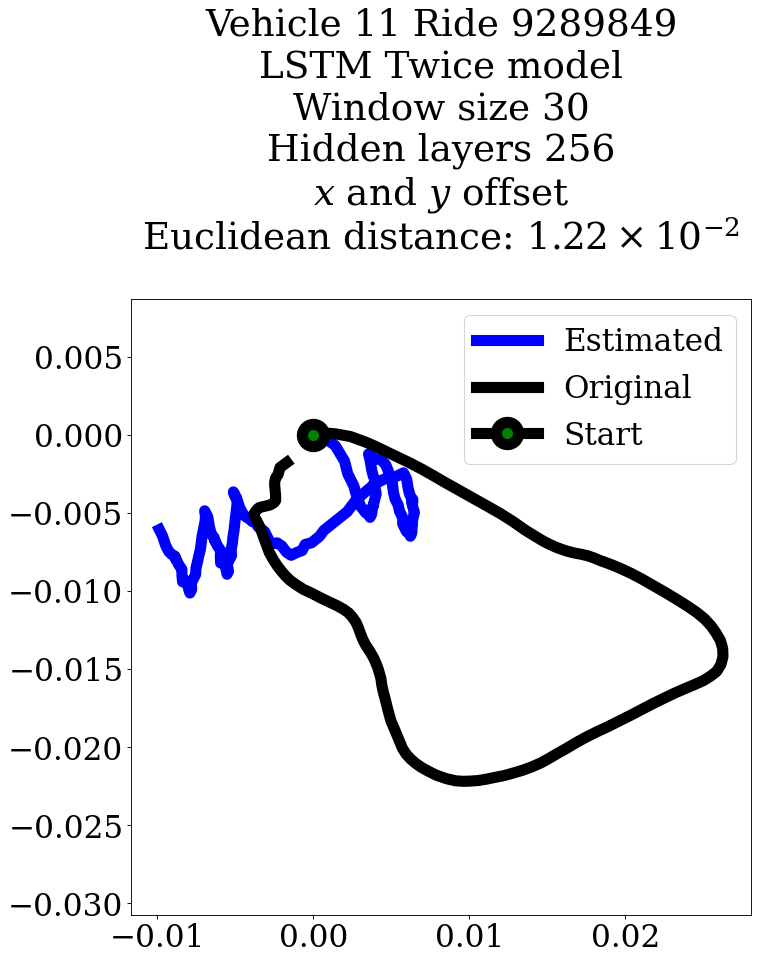 Vehicle 11 Ride 9289849
LSTM Twice model
Window size 30
Hidden layers 256
x and y offset
Euclidean distance: 1.22 × 10⁻²
Estimated
Original
Start
0.005
0.000
−0.005
−0.010
−0.015
−0.020
−0.025
−0.030
−0.01 0.00 0.01 0.02